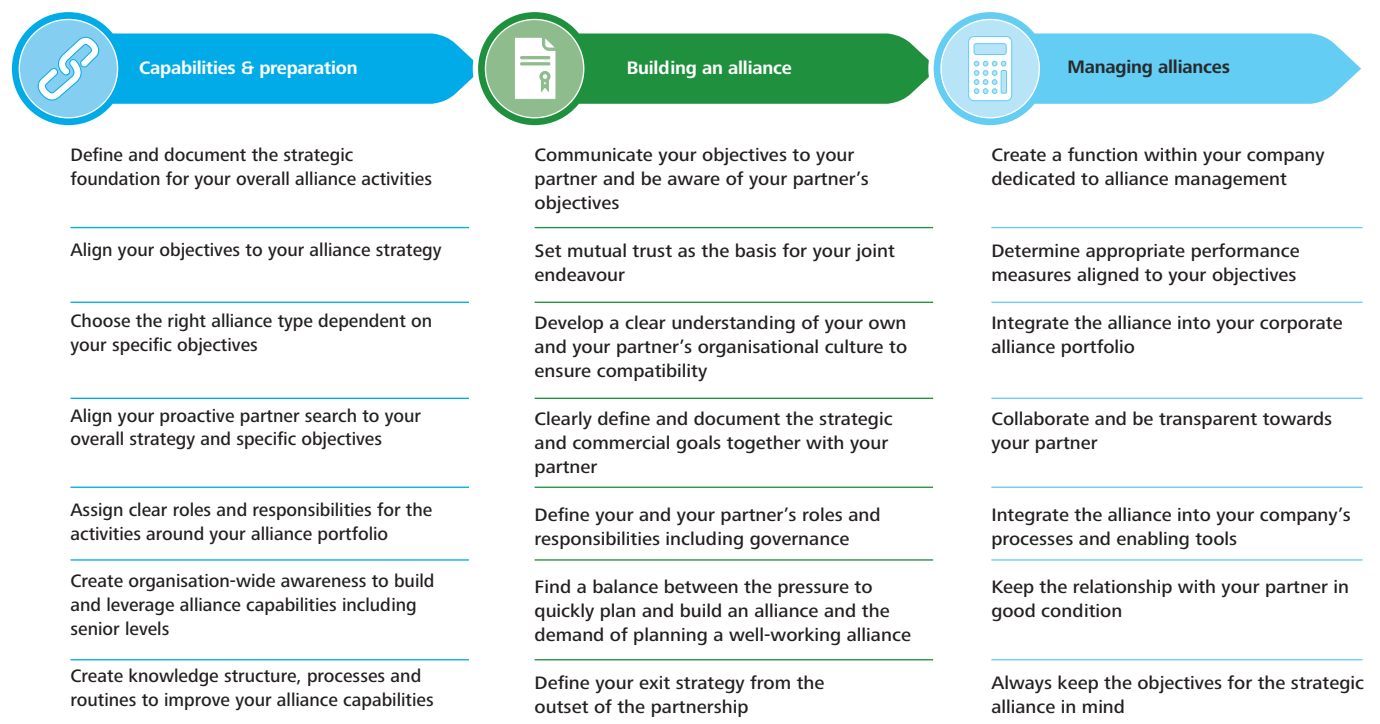 Capabilities & preparation
Define and document the strategic
foundation for your overall alliance activities
Align your objectives to your alliance strategy
Choose the right alliance type dependent on
your specific objectives
Align your proactive partner search to your
overall strategy and specific objectives
Assign clear roles and responsibilities for the
activities around your alliance portfolio
Create organisation-wide awareness to build
and leverage alliance capabilities including
senior levels
Create knowledge structure, processes and
routines to improve your alliance capabilities
Building an alliance
Communicate your objectives to your
partner and be aware of your partner's
objectives
Set mutual trust as the basis for your joint
endeavour
Develop a clear understanding of your own
and your partner's organisational culture to
ensure compatibility
Clearly define and document the strategic
and commercial goals together with your
partner
Define your and your partner's roles and
responsibilities including governance
Find a balance between the pressure to
quickly plan and build an alliance and the
demand of planning a well-working alliance
Define your exit strategy from the
outset of the partnership
Managing alliances
Create a function within your company
dedicated to alliance management
Determine appropriate performance
measures aligned to your objectives
Integrate the alliance into your corporate
alliance portfolio
Collaborate and be transparent towards
your partner
Integrate the alliance into your company's
processes and enabling tools
Keep the relationship with your partner in
good condition
Always keep the objectives for the strategic
alliance in mind